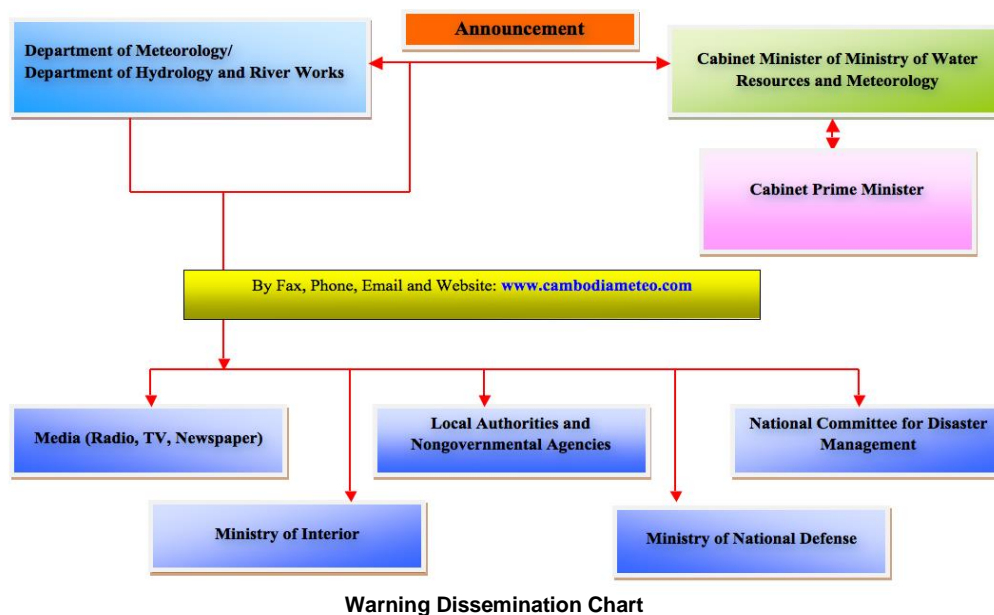 Announcement
Department of Meteorology/
Department of Hydrology and River Works
Cabinet Minister of Ministry of Water
Resources and Meteorology
Cabinet Prime Minister
By Fax, Phone, Email and Website: www.cambodiameteo.com
Media (Radio, TV, Newspaper)
Local Authorities and
Nongovernmental Agencies
National Committee for Disaster
Management
Ministry of Interior
Ministry of National Defense
Warning Dissemination Chart